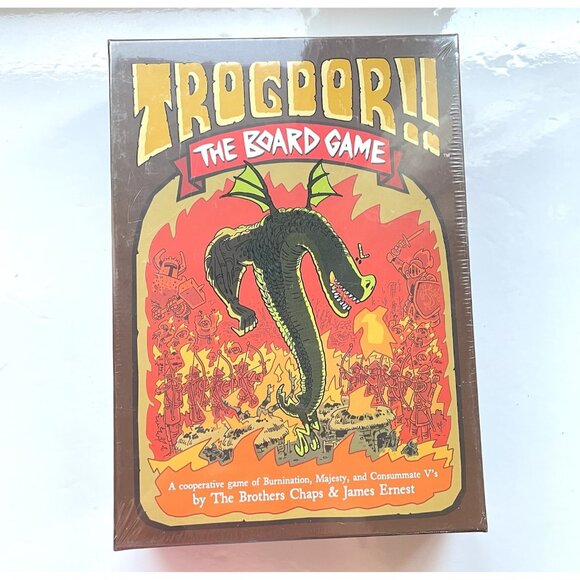 TROGDOR!!
THE BOARD GAME
A cooperative game of Burnination, Majesty, and Consummate V's
by The Brothers Chaps & James Ernest